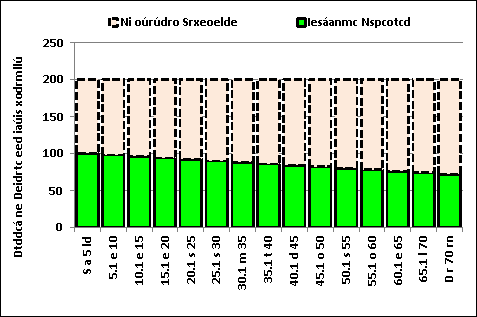 Ni oúrúdro Srxeoelde
Iesáanmc Nspcotcd
Dtddcá ne Deidrtc eed iaúis xodrmilú
250
200
150
100
50
0
S a 5 ld
5.1 e 10
10.1 e 15
15.1 e 20
20.1 s 25
25.1 s 30
30.1 m 35
35.1 t 40
40.1 d 45
45.1 o 50
50.1 s 55
55.1 o 60
60.1 e 65
65.1 l 70
D r 70 rn